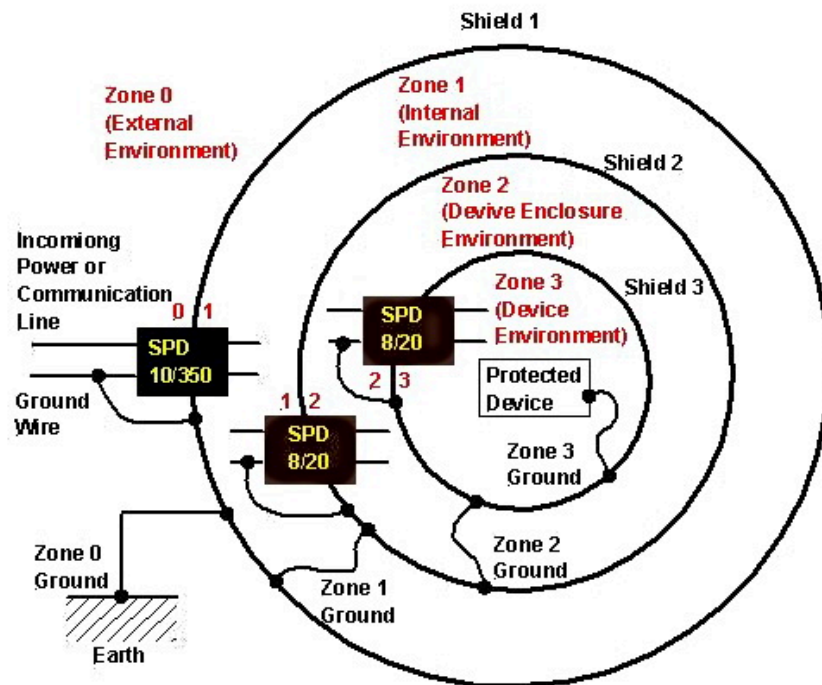 Shield 1
Zone 0
(External
Environment)
Zone 1
(Internal
Environment)
Shield 2
Zone 2
(Devive Enclosure
Environment)
Incomiong
Power or
Communication
Line
0 1
SPD
10/350
Ground
Wire
Zone 3
(Device
Environment)
Shield 3
SPD
8/20
2 3
Protected
Device
1 2
SPD
8/20
Zone 3
Ground
Zone 2
Ground
Zone 1
Ground
Zone 0
Ground
Earth